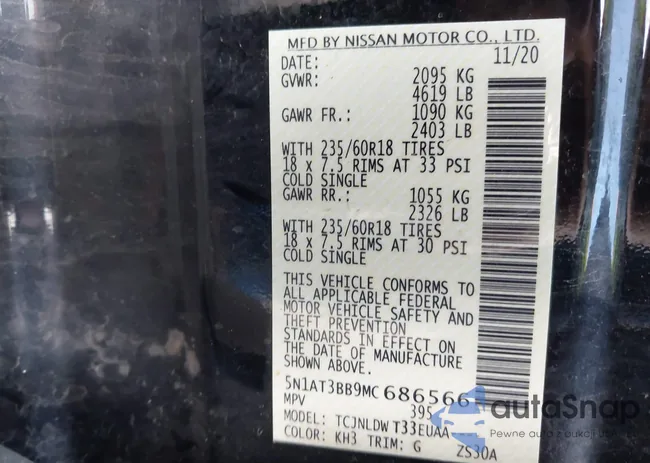 MFD BY NISSAN MOTOR CO., LTD.
DATE: 11/20
GVWR: 2095 KG
4619 LB
GAWR FR.: 1090 KG
2403 LB
WITH 235/60R18 TIRES
18 x 7.5 RIMS AT 33 PSI
COLD SINGLE
GAWR RR.: 1055 KG
2326 LB
WITH 235/60R18 TIRES
18 x 7.5 RIMS AT 30 PSI
COLD SINGLE
THIS VEHICLE CONFORMS TO
ALL APPLICABLE FEDERAL
MOTOR VEHICLE SAFETY AND
THEFT PREVENTION
STANDARDS IN EFFECT ON
THE DATE OF MANUFACTURE
SHOWN ABOVE.
5N1AT3BB9MC686566
MPV 395
MODEL: TCJNLDW T33EUAA
COLOR: KH3 TRIM: G ZS30A
autoSnap
Pewne auto z aukcji